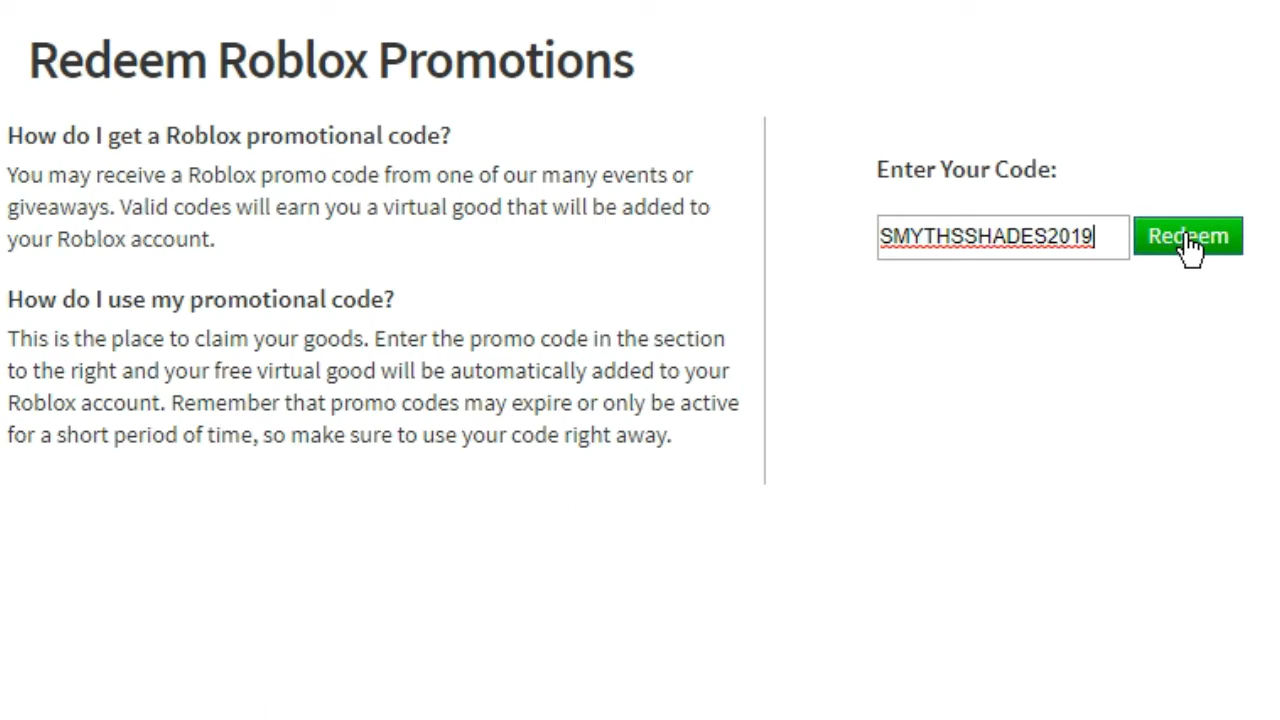 Redeem Roblox Promotions
How do I get a Roblox promotional code?
You may receive a Roblox promo code from one of our many events or
giveaways. Valid codes will earn you a virtual good that will be added to
your Roblox account.
How do I use my promotional code?
This is the place to claim your goods. Enter the promo code in the section
to the right and your free virtual good will be automatically added to your
Roblox account. Remember that promo codes may expire or only be active
for a short period of time, so make sure to use your code right away.
Enter Your Code:
SMYTHSSHADES2019
Redeem